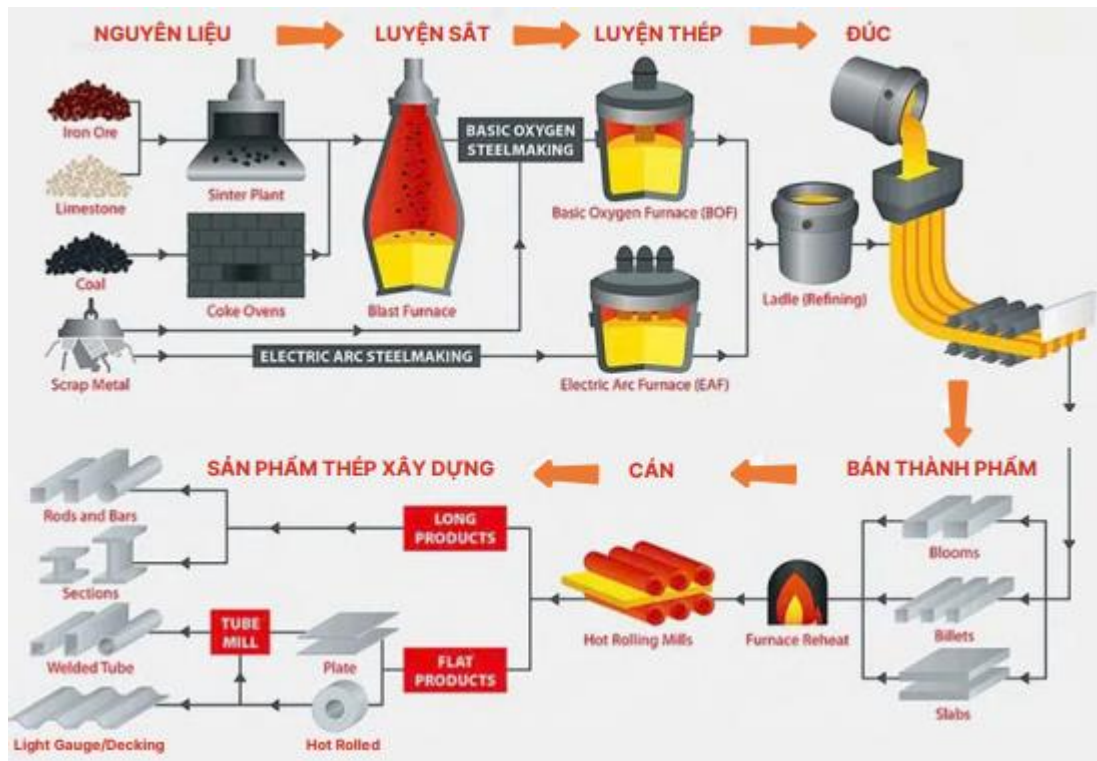 NGUYÊN LIỆU
LUYỆN SẮT
LUYỆN THÉP
ĐÚC
Iron Ore
Limestone
Sinter Plant
Coal
Coke Ovens
Scrap Metal
Blast Furnace
BASIC OXYGEN
STEELMAKING
Basic Oxygen Furnace (BOF)
Ladle (Refining)
ELECTRIC ARC STEELMAKING
Electric Arc Furnace (EAF)
SẢN PHẨM THÉP XÂY DỰNG
CÁN
BÁN THÀNH PHẨM
Rods and Bars
LONG
PRODUCTS
Blooms
Sections
Hot Rolling Mills
Furnace Reheat
Billets
TUBE
MILL
Welded Tube
Plate
FLAT
PRODUCTS
Slabs
Light Gauge/Decking
Hot Rolled